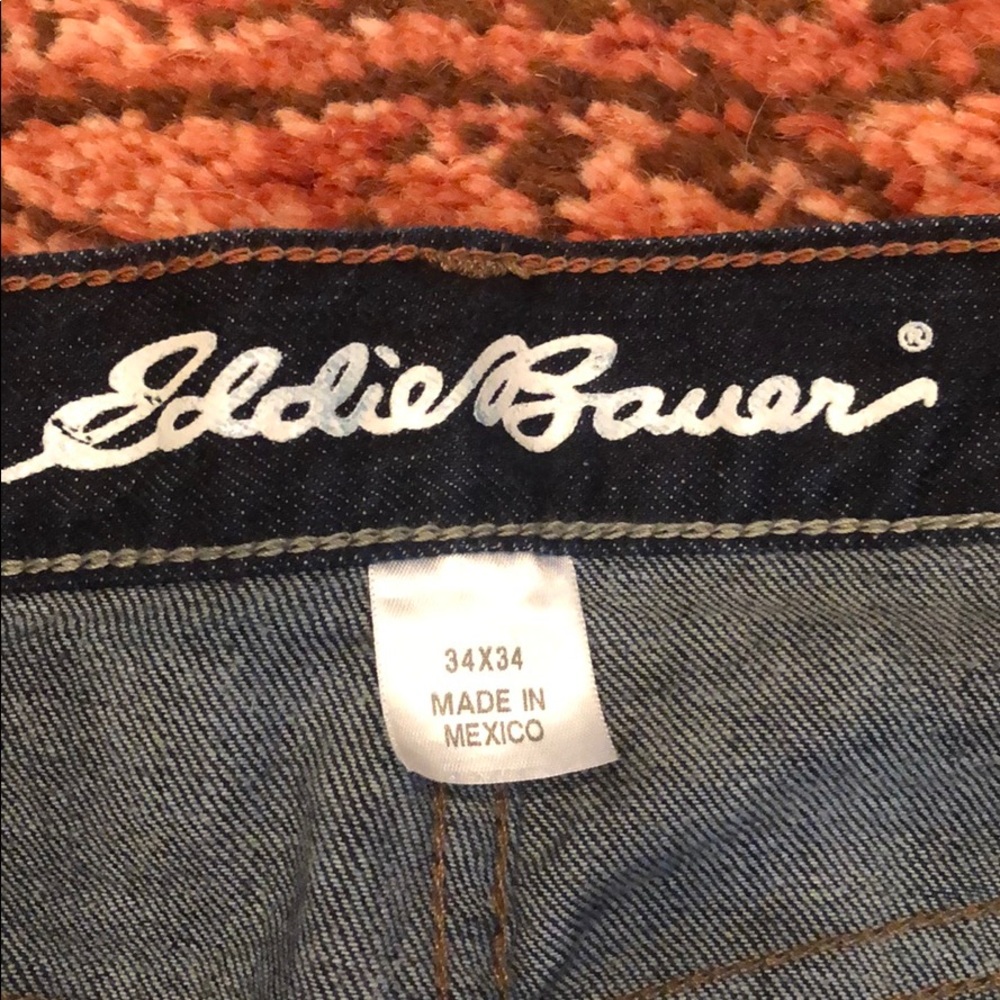 Eddie Bauer ®
34X34
MADE IN
MEXICO